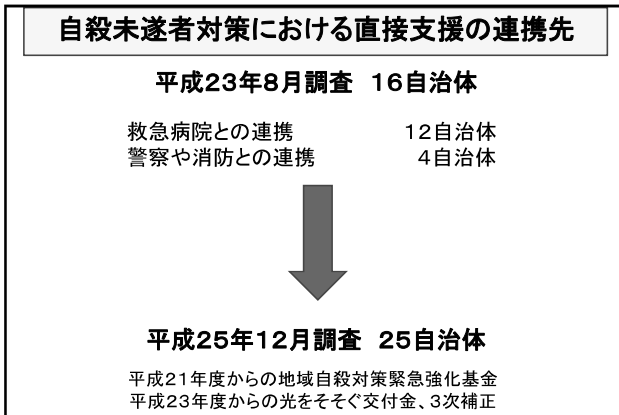 自殺未遂者対策における直接支援の連携先
平成23年8月調査 16自治体
救急病院との連携 12自治体
警察や消防との連携 4自治体
平成25年12月調査 25自治体
平成21年度からの地域自殺対策緊急強化基金
平成23年度からの光をそそぐ交付金、3次補正